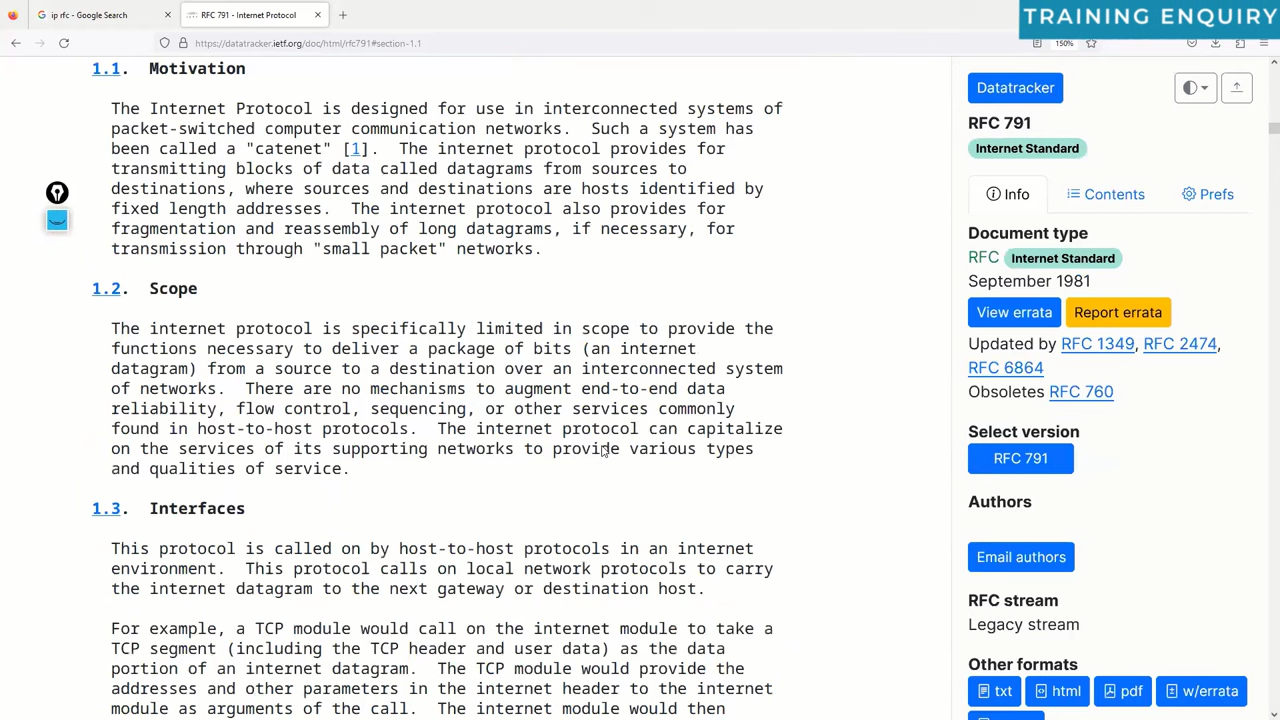 ip rfc - Google Search
RFC 791 - Internet Protocol
TRAINING ENQUIRY
https://datatracker.ietf.org/doc/html/rfc791#section-1.1
150%
1.1. Motivation
The Internet Protocol is designed for use in interconnected systems of
packet-switched computer communication networks. Such a system has
been called a "catenet" [1]. The internet protocol provides for
transmitting blocks of data called datagrams from sources to
destinations, where sources and destinations are hosts identified by
fixed length addresses. The internet protocol also provides for
fragmentation and reassembly of long datagrams, if necessary, for
transmission through "small packet" networks.
1.2. Scope
The internet protocol is specifically limited in scope to provide the
functions necessary to deliver a package of bits (an internet
datagram) from a source to a destination over an interconnected system
of networks. There are no mechanisms to augment end-to-end data
reliability, flow control, sequencing, or other services commonly
found in host-to-host protocols. The internet protocol can capitalize
on the services of its supporting networks to provide various types
and qualities of service.
1.3. Interfaces
This protocol is called on by host-to-host protocols in an internet
environment. This protocol calls on local network protocols to carry
the internet datagram to the next gateway or destination host.
For example, a TCP module would call on the internet module to take a
TCP segment (including the TCP header and user data) as the data
portion of an internet datagram. The TCP module would provide the
addresses and other parameters in the internet header to the internet
module as arguments of the call. The internet module would then
Datatracker
RFC 791
Internet Standard
Info Contents Prefs
Document type
RFC Internet Standard
September 1981
View errata Report errata
Updated by RFC 1349, RFC 2474,
RFC 6864
Obsoletes RFC 760
Select version
RFC 791
Authors
Email authors
RFC stream
Legacy stream
Other formats
txt html pdf w/errata